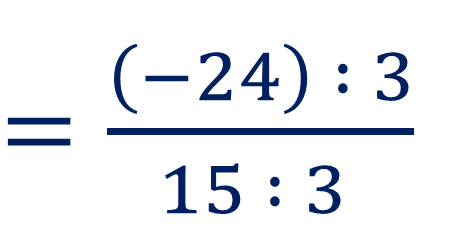 = (−24) : 3
15 : 3